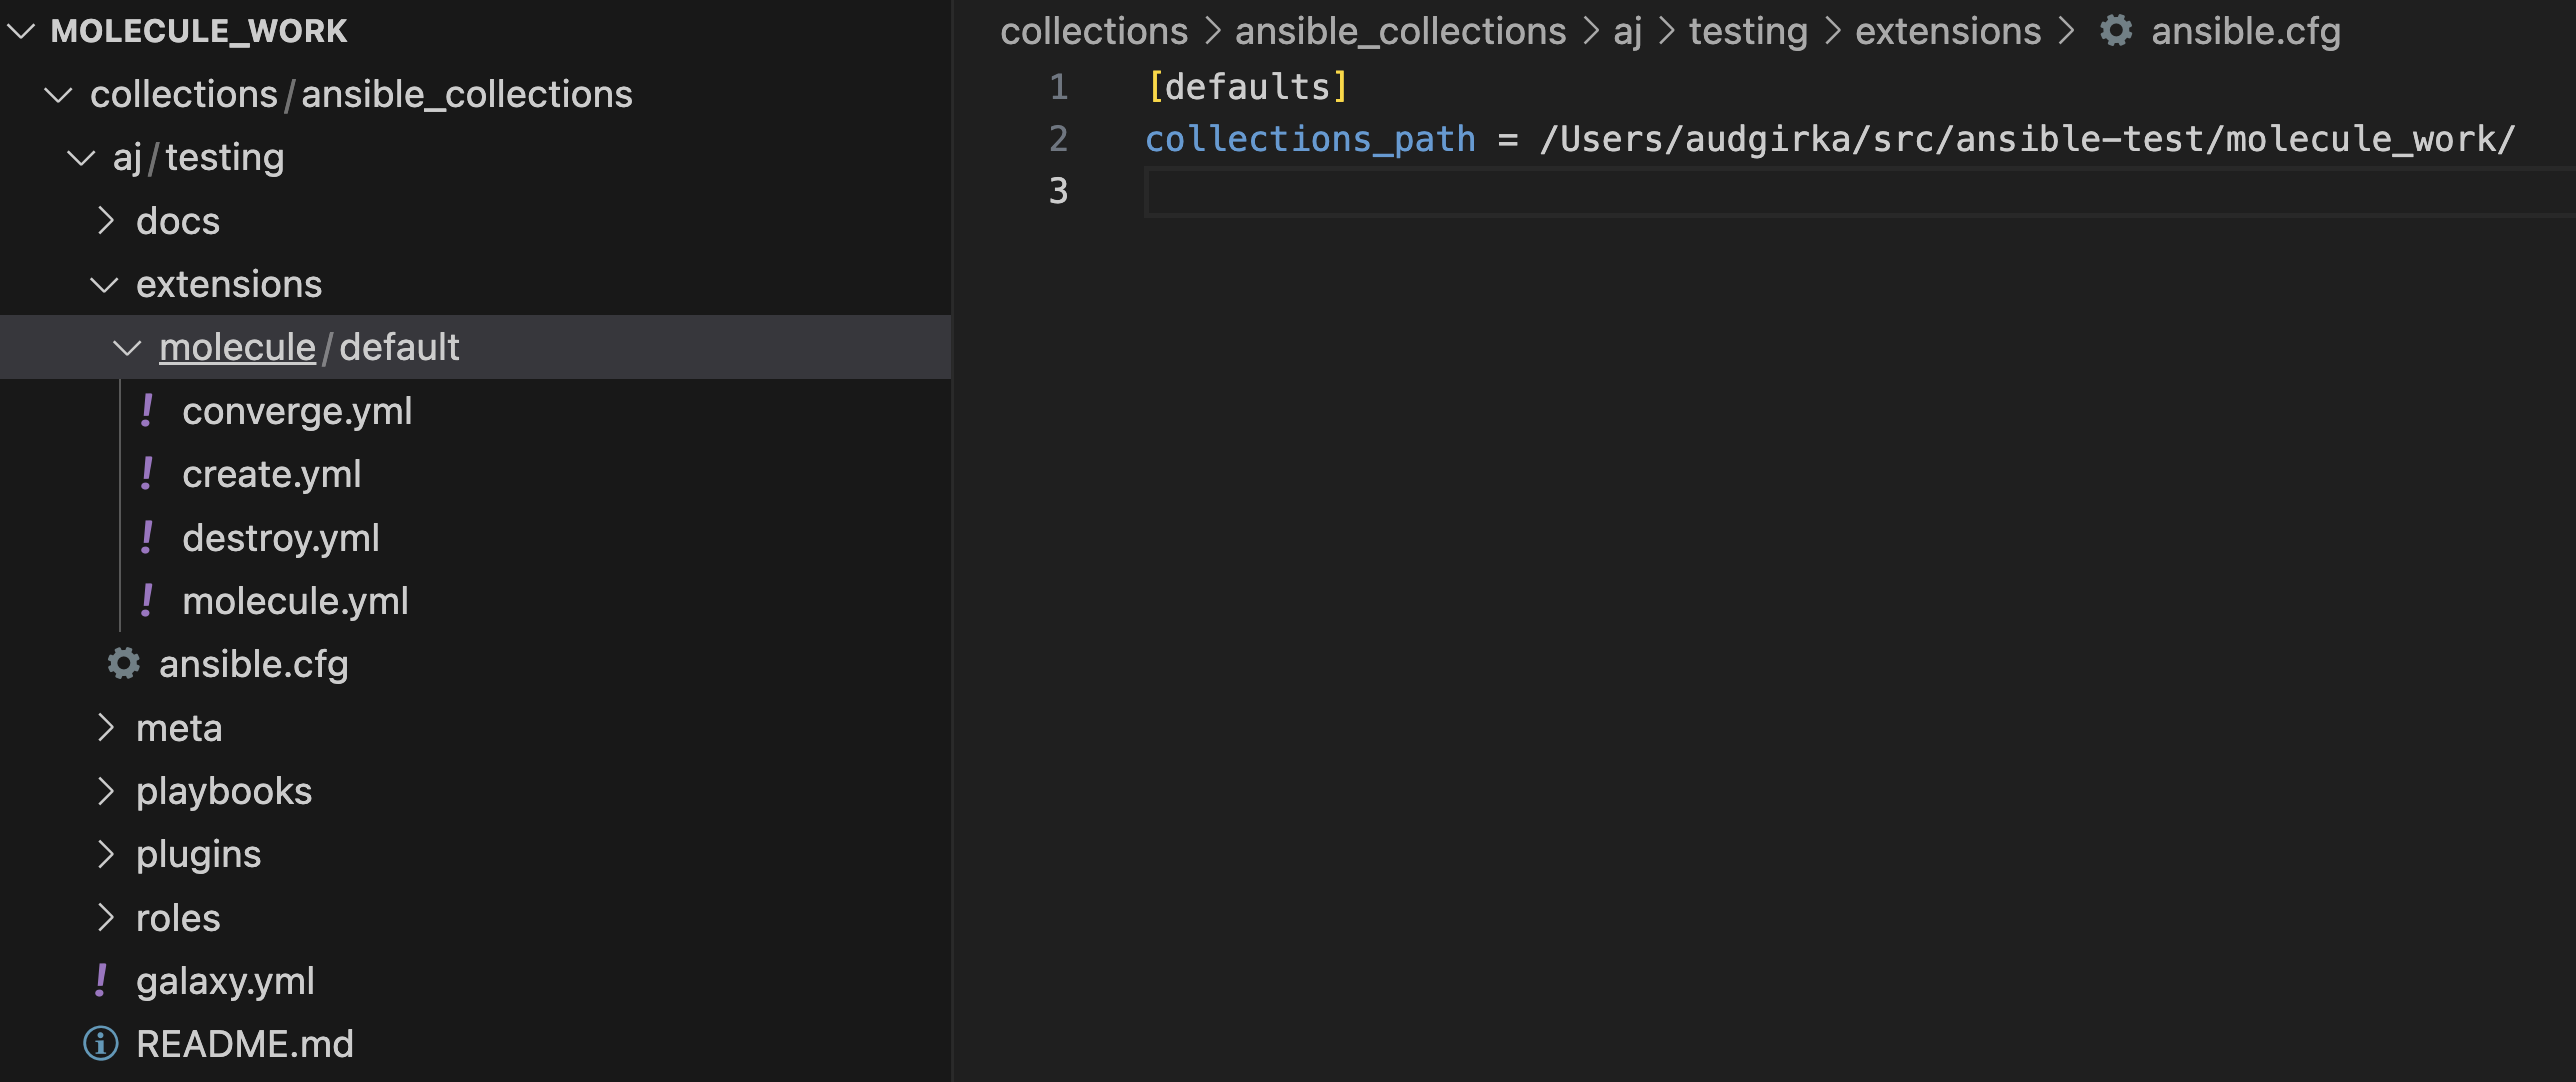 MOLECULE_WORK
collections/ansible_collections
aj/testing
docs
extensions
molecule/default
converge.yml
create.yml
destroy.yml
molecule.yml
ansible.cfg
meta
playbooks
plugins
roles
galaxy.yml
README.md
collections > ansible_collections > aj > testing > extensions > ansible.cfg
1 [defaults]
2 collections_path = /Users/audgirka/src/ansible-test/molecule_work/
3